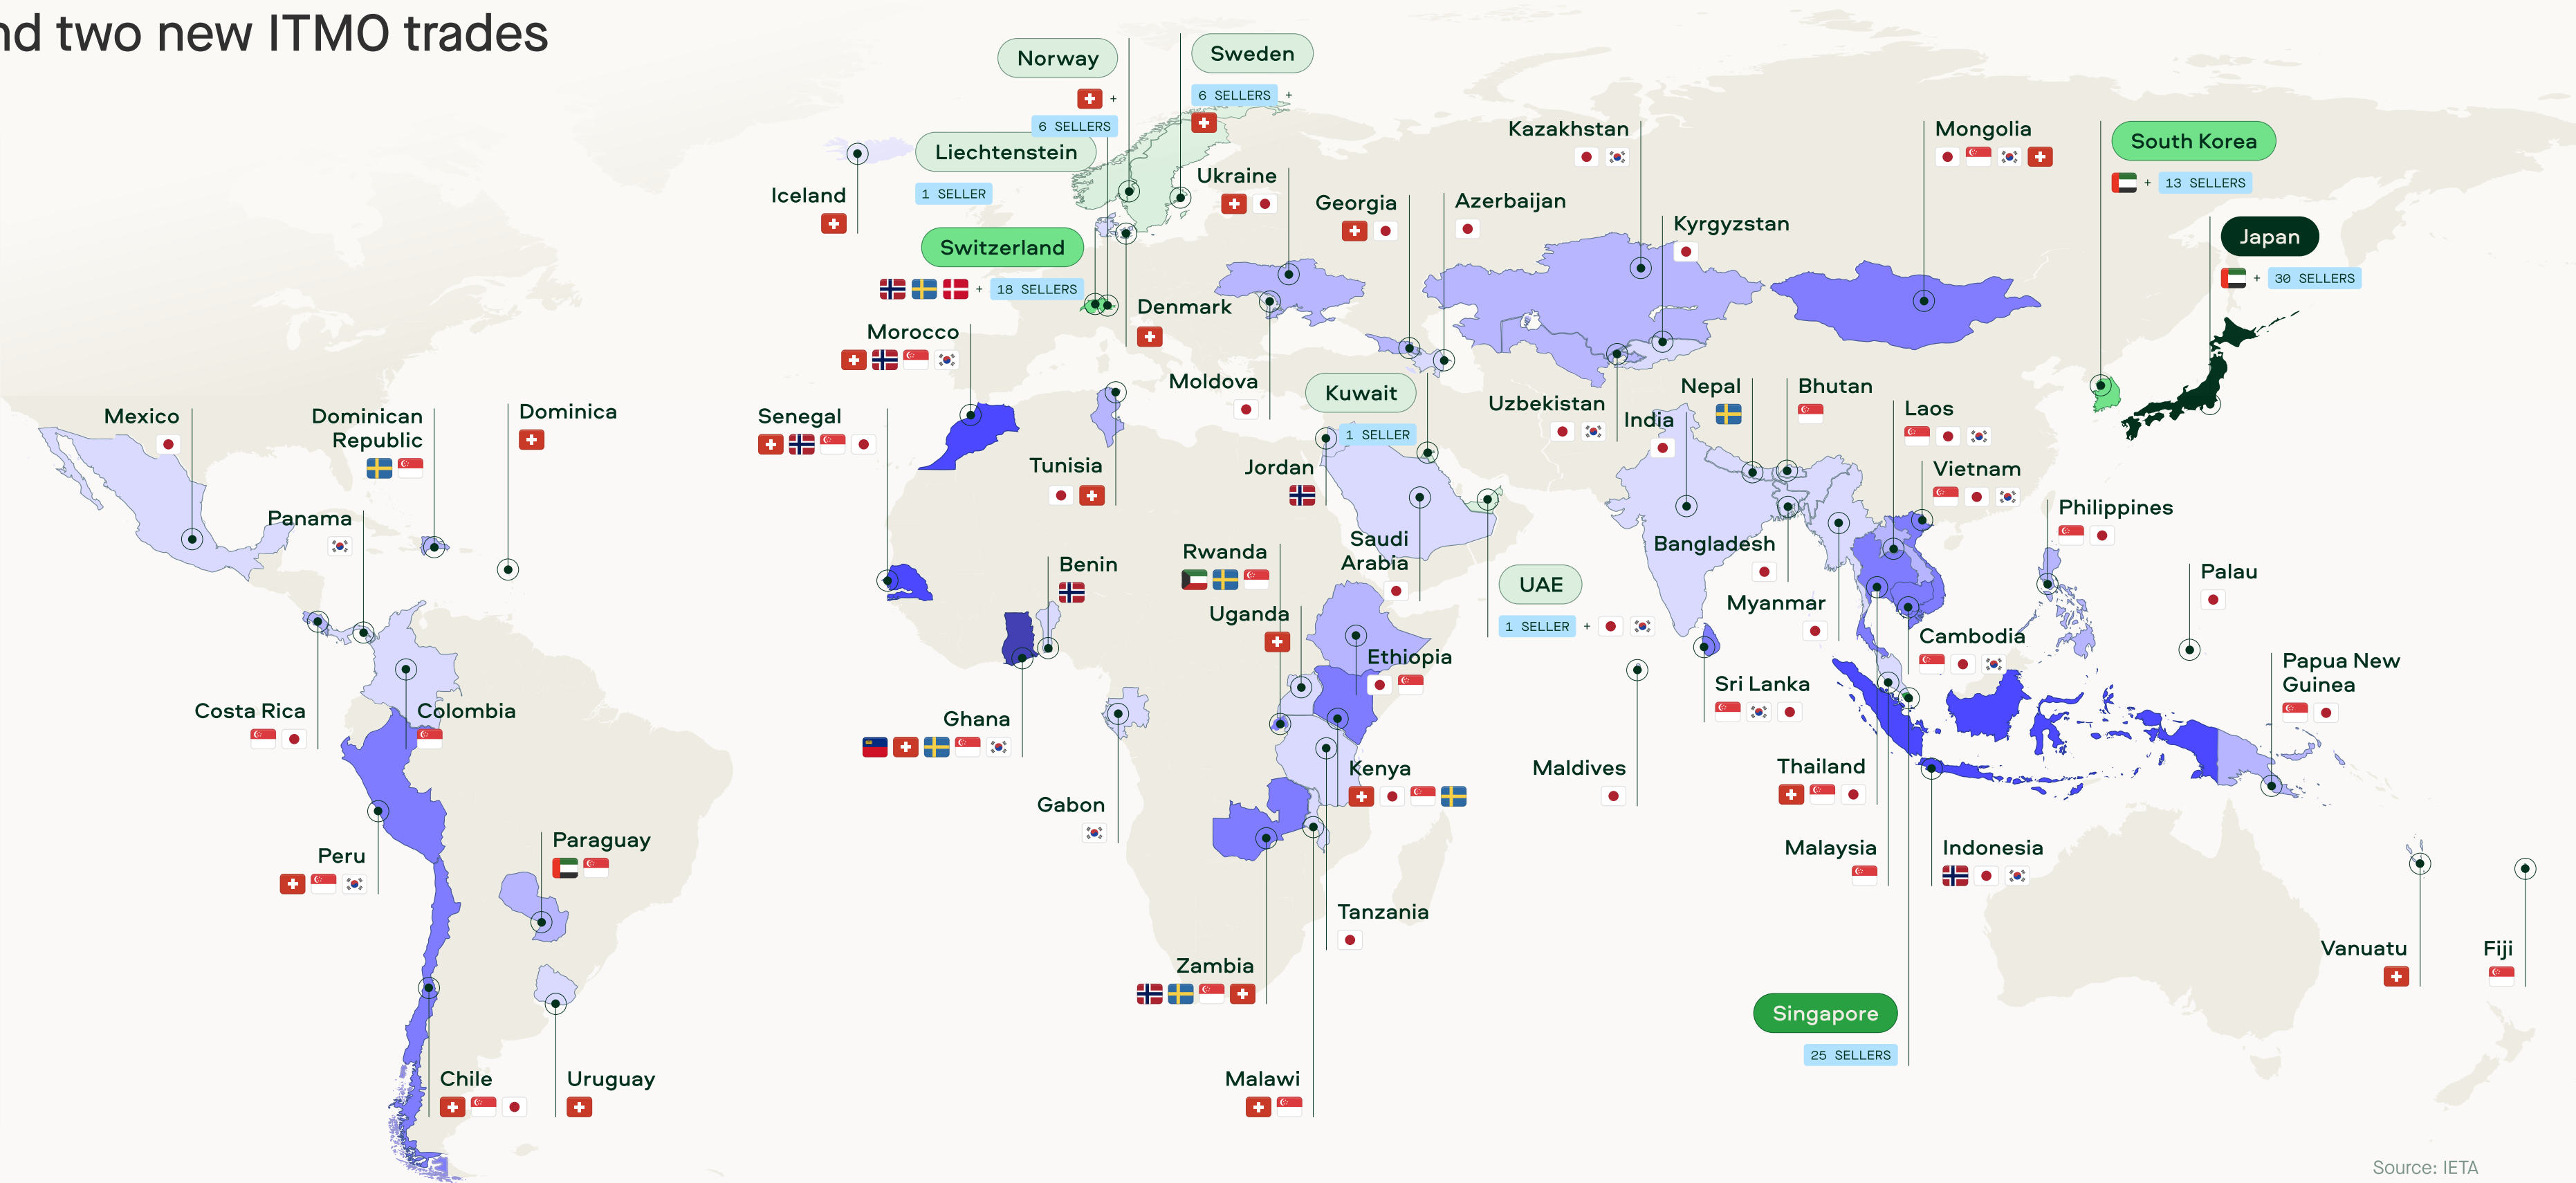 nd two new ITMO trades
Norway
+
6 SELLERS
Sweden
6 SELLERS +
Liechtenstein
1 SELLER
Iceland
Switzerland
+ 18 SELLERS
Denmark
Ukraine
Georgia
Azerbaijan
Kazakhstan
Kyrgyzstan
Mongolia
South Korea
+ 13 SELLERS
Japan
+ 30 SELLERS
Morocco
Moldova
Kuwait
1 SELLER
Uzbekistan
India
Nepal
Bhutan
Laos
Vietnam
Mexico
Dominican
Republic
Dominica
Senegal
Tunisia
Jordan
Panama
Saudi
Arabia
Bangladesh
Philippines
Benin
Rwanda
Uganda
UAE
1 SELLER +
Myanmar
Palau
Ethiopia
Cambodia
Papua New
Guinea
Costa Rica
Colombia
Ghana
Sri Lanka
Kenya
Maldives
Thailand
Gabon
Peru
Paraguay
Malaysia
Indonesia
Tanzania
Zambia
Vanuatu
Fiji
Singapore
25 SELLERS
Chile
Uruguay
Malawi
Source: IETA